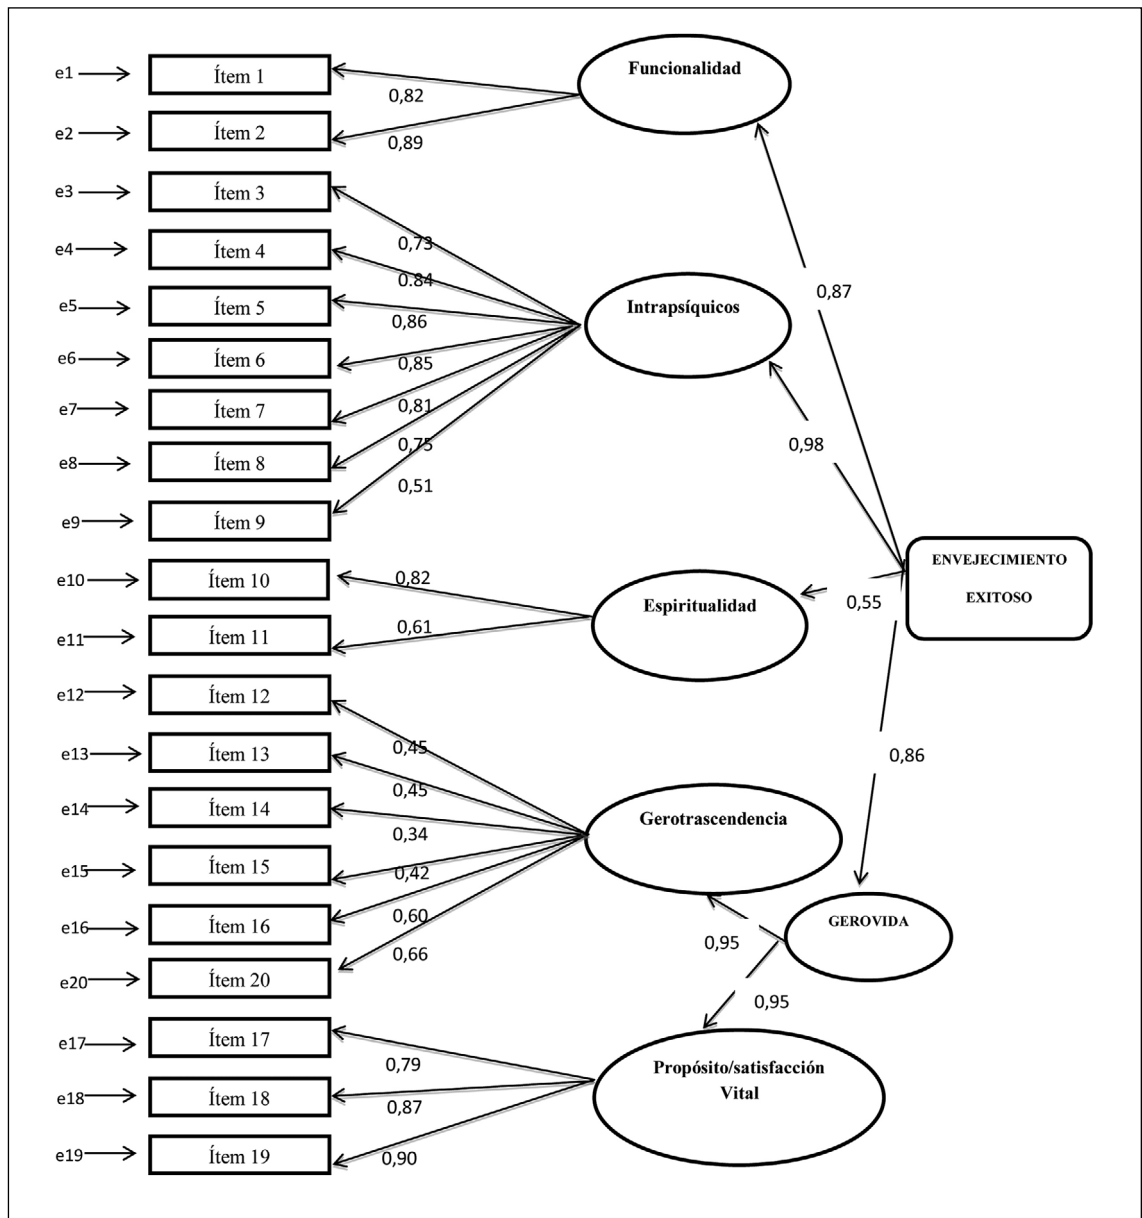 e1
Ítem 1
0,82
Funcionalidad
e2
Ítem 2
0,89
e3
Ítem 3
0,73
e4
Ítem 4
0.84
e5
Ítem 5
0,86
Intrapsíquicos
0,87
e6
Ítem 6
0,85
e7
Ítem 7
0,81
e8
Ítem 8
0,75
0,98
e9
Ítem 9
0,51
e10
Ítem 10
0,82
Espiritualidad
0,55
ENVEJECIMIENTO
EXITOSO
e11
Ítem 11
0,61
e12
Ítem 12
0,45
e13
Ítem 13
0,45
0,86
e14
Ítem 14
0,34
Gerotrascendencia
e15
Ítem 15
0,42
e16
Ítem 16
0,60
0,95
GEROVIDA
e20
Ítem 20
0,66
0,95
e17
Ítem 17
0,79
Propósito/satisfacción
Vital
e18
Ítem 18
0,87
e19
Ítem 19
0,90